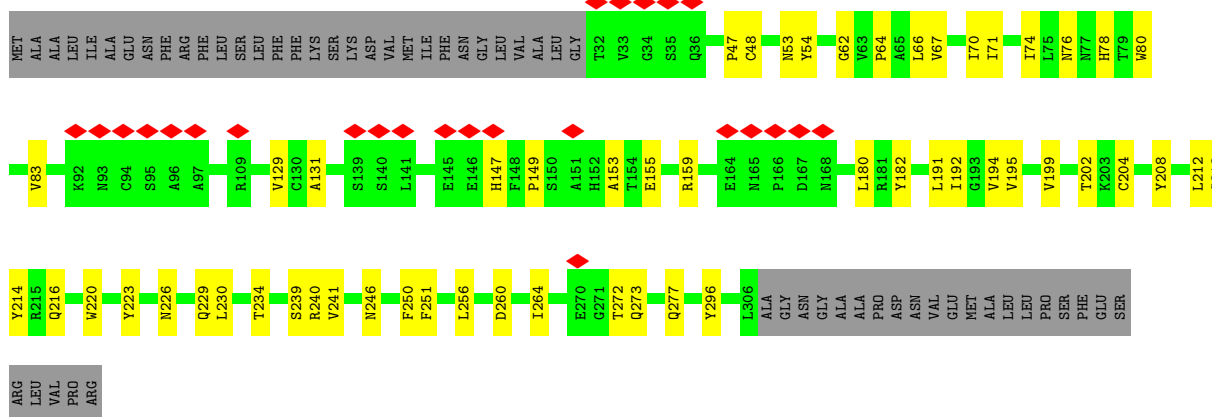 MET ALA ALA LEU ILE ALA GLU ASN PHE ARG PHE LEU SER LEU PHE PHE LYS SER LYS ASP VAL MET ILE PHE ASN GLY LEU VAL ALA LEU GLY T32 V33 G34 S35 Q36 P47 C48 N53 Y54 G62 V63 P64 A65 L66 V67 I70 I71 I74 L75 N76 N77 H78 T79 W80
V83 K92 N93 C94 S95 A96 A97 R109 V129 C130 A131 S139 S140 L141 E145 E146 H147 F148 P149 S150 A151 H152 A153 T154 E155 R159 E164 N165 P166 D167 N168 L180 R181 Y182 L191 I192 G193 V194 V195 V199 T202 K203 C204 Y208 L212
Y214 R215 Q216 W220 Y223 N226 Q229 L230 T234 S239 R240 V241 N246 F250 F251 L256 D260 I264 E270 G271 T272 Q273 Q277 Y296 L306 ALA GLY ASN GLY ALA ALA PRO ASP ASN VAL GLU MET ALA LEU LEU PRO SER PHE GLU SER
ARG LEU VAL PRO ARG